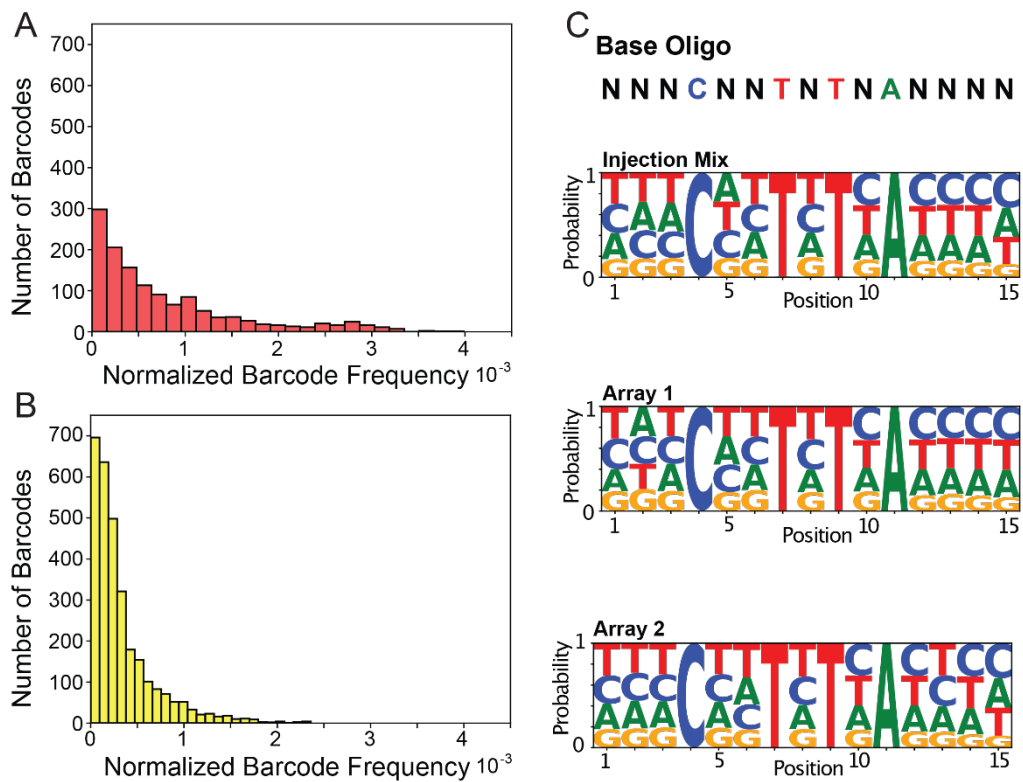 A
700
600
500
400
300
200
100
0
Number of Barcodes
0 1 2 3 4
Normalized Barcode Frequency 10-3
B
700
600
500
400
300
200
100
0
Number of Barcodes
0 1 2 3 4
Normalized Barcode Frequency 10-3
C
Base Oligo
N N N C N N T N T N A N N N N
Injection Mix
Probability
1
0
T T T C A T T T T C A C C C C
C A A T C C T T T T A
A C C C A A A A A A T
G G G G G G G G G G G
1 5 10 15
Position
Array 1
Probability
1
0
T A T C T T T T T C A C C C C
C C C A C C T T T T T
A T A C A A A A A A A
G G G G G G G G G G G
1 5 10 15
Position
Array 2
Probability
1
0
T T T C T T T T T C A C T C C
C C C C A C T T C T A
A A A A C A A A A A T
G G G G G G G G G G G
1 5 10 15
Position